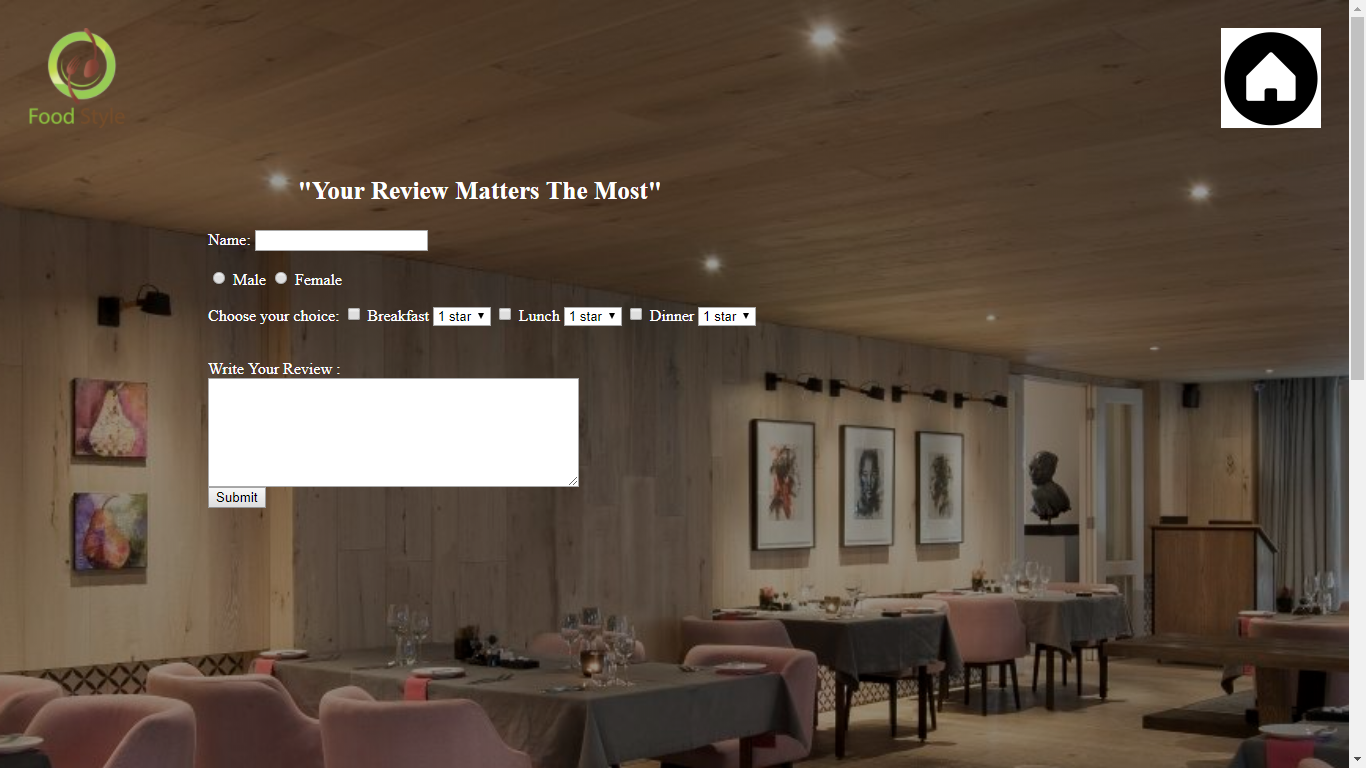 Food Style
"Your Review Matters The Most"
Name:
Male Female
Choose your choice: Breakfast 1 star Lunch 1 star Dinner 1 star
Write Your Review :
Submit